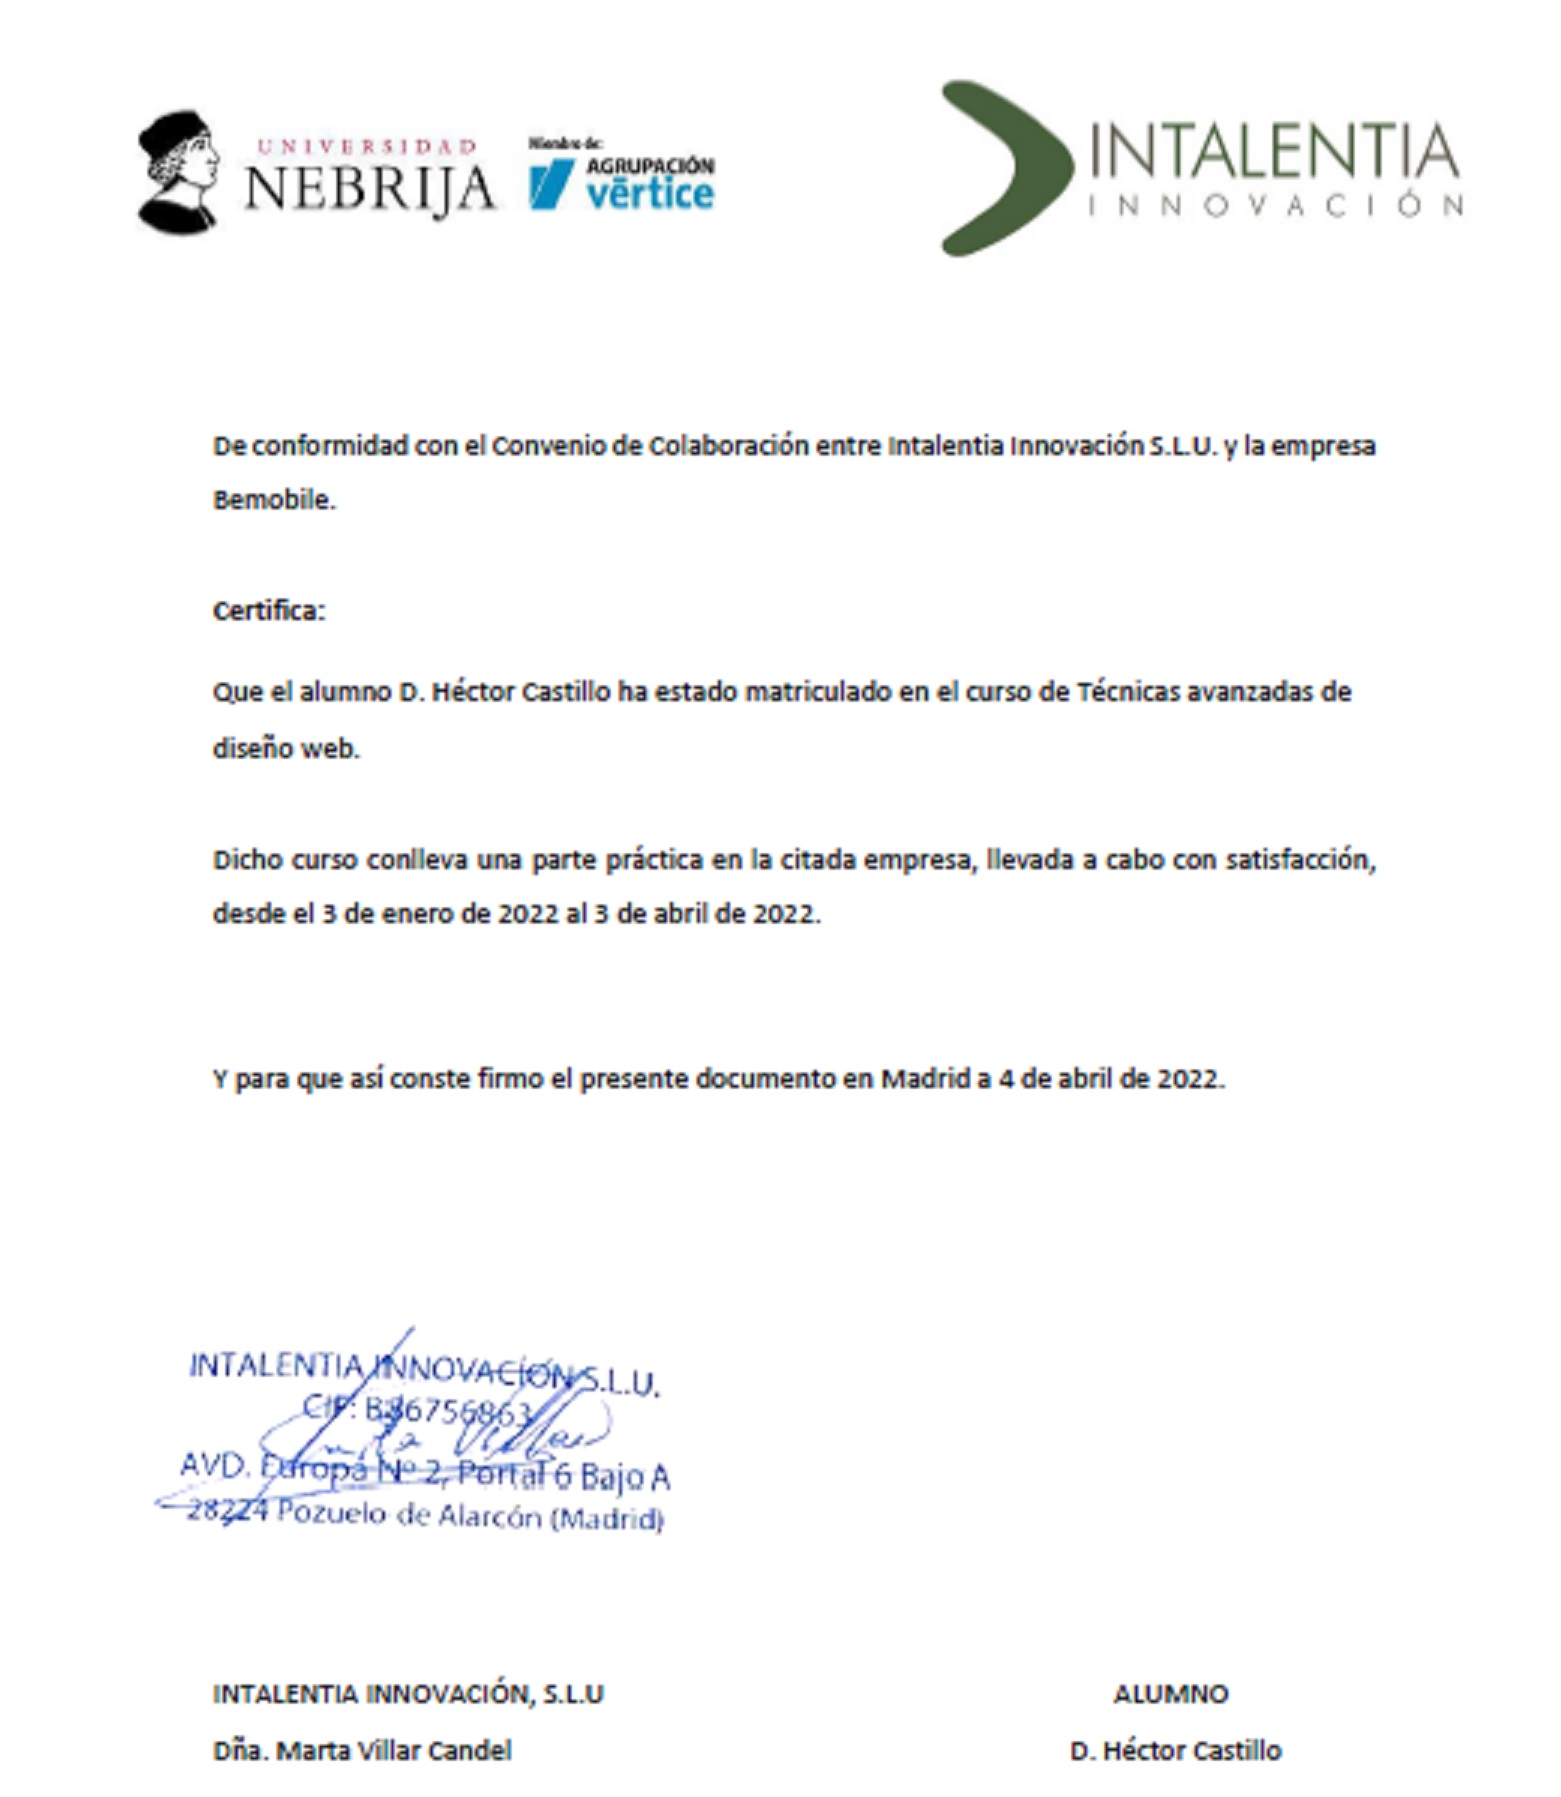 UNIVERSIDAD
NEBRIJA
Miembro de:
AGRUPACIÓN
vērtice
INTALENTIA
INNOVACIÓN
De conformidad con el Convenio de Colaboración entre Intalentia Innovación S.L.U. y la empresa
Bemobile.
Certifica:
Que el alumno D. Héctor Castillo ha estado matriculado en el curso de Técnicas avanzadas de
diseño web.
Dicho curso conlleva una parte práctica en la citada empresa, llevada a cabo con satisfacción,
desde el 3 de enero de 2022 al 3 de abril de 2022.
Y para que así conste firmo el presente documento en Madrid a 4 de abril de 2022.
INTALENTIA INNOVACIÓN S.L.U.
CIF: B86756863
AVD. Europa Nº 2, Portal 6 Bajo A
28224 Pozuelo de Alarcón (Madrid)
INTALENTIA INNOVACIÓN, S.L.U
Dña. Marta Villar Candel
ALUMNO
D. Héctor Castillo